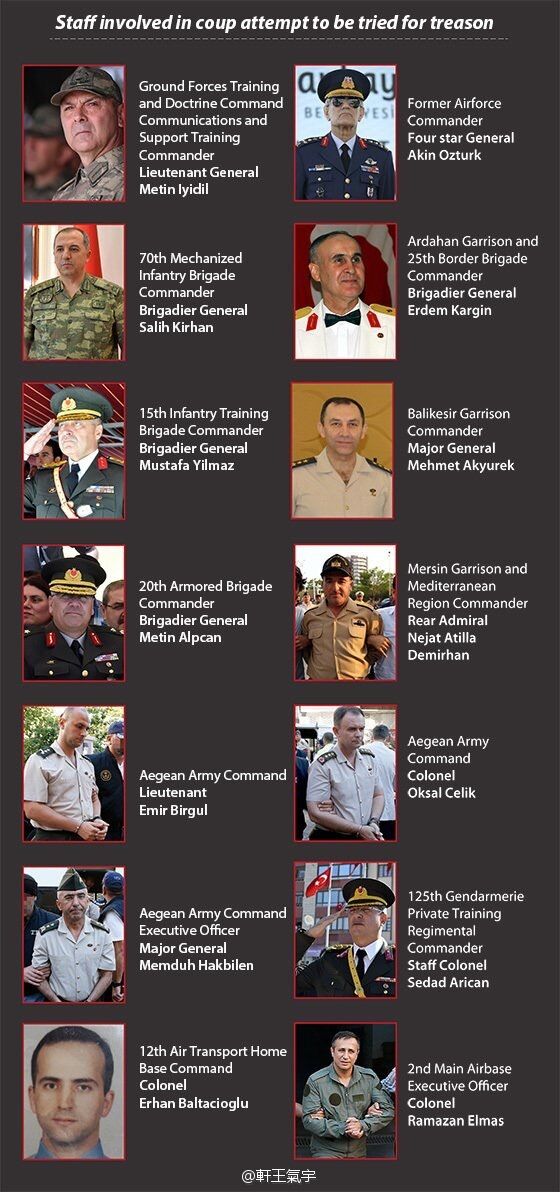 Staff involved in coup attempt to be tried for treason
Ground Forces Training
and Doctrine Command
Communications and
Support Training
Commander
Lieutenant General
Metin Iyidil
Former Airforce
Commander
Four star General
Akin Ozturk
70th Mechanized
Infantry Brigade
Commander
Brigadier General
Salih Kirhan
Ardahan Garrison and
25th Border Brigade
Commander
Brigadier General
Erdem Kargin
15th Infantry Training
Brigade Commander
Brigadier General
Mustafa Yilmaz
Balikesir Garrison
Commander
Major General
Mehmet Akyurek
20th Armored Brigade
Commander
Brigadier General
Metin Alpcan
Mersin Garrison and
Mediterranean
Region Commander
Rear Admiral
Nejat Atilla
Demirhan
Aegean Army Command
Lieutenant
Emir Birgul
Aegean Army
Command
Colonel
Oksal Celik
Aegean Army Command
Executive Officer
Major General
Memduh Hakbilen
125th Gendarmerie
Private Training
Regimental
Commander
Staff Colonel
Sedad Arican
12th Air Transport Home
Base Command
Colonel
Erhan Baltacioglu
2nd Main Airbase
Executive Officer
Colonel
Ramazan Elmas
@軒王氣宇